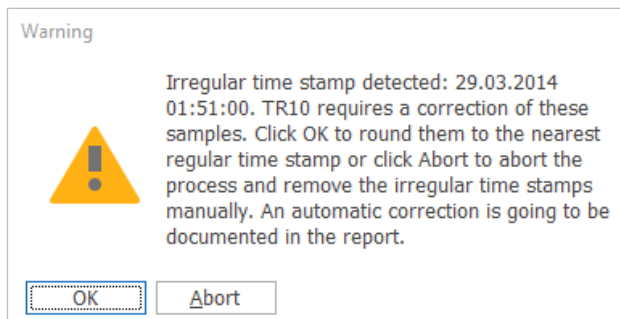 Warning
Irregular time stamp detected: 29.03.2014
01:51:00. TR10 requires a correction of these
samples. Click OK to round them to the nearest
regular time stamp or click Abort to abort the
process and remove the irregular time stamps
manually. An automatic correction is going to be
documented in the report.
OK
Abort